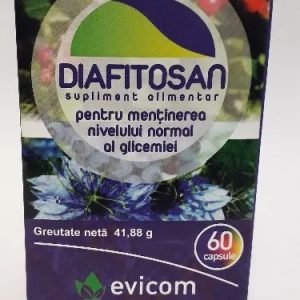 DIAFITOSAN
supliment alimentar
pentru menținerea
nivelului normal
al glicemiei
Greutate netă 41,88 g
60
capsule
evicom